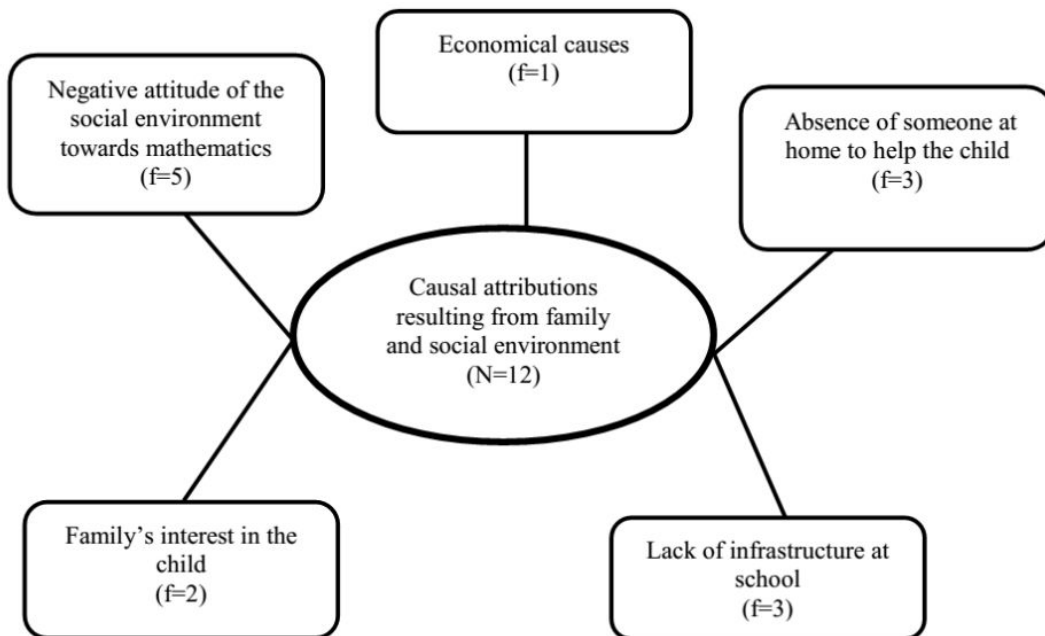 Economical causes
(f=1)
Negative attitude of the
social environment
towards mathematics
(f=5)
Absence of someone at
home to help the child
(f=3)
Causal attributions
resulting from family
and social environment
(N=12)
Family’s interest in the
child
(f=2)
Lack of infrastructure at
school
(f=3)